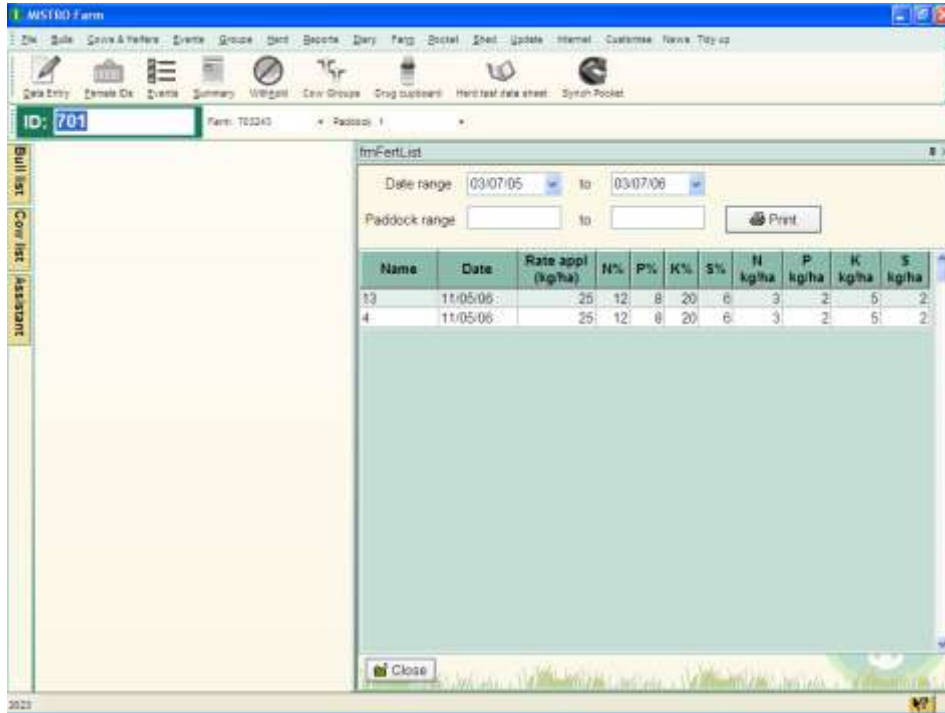 MISTRO Farm
File Bulls Cows & Heifers Events Groups Herd Reports Diary Farm Pocket Shed Update Internet Customise News Tidy up
Data Entry Female IDs Events Summary Withhold Cow Groups Drug cupboard Herd test data sheet Synch Pocket
ID: 701 Farm: 703243 Paddock 1
Bull list
Cow list
Assistant
frmFertList
Date range 03/07/05 to 03/07/06
Paddock range to Print
Name Date Rate appl (kg/ha) N% P% K% S% N kg/ha P kg/ha K kg/ha S kg/ha
13 11/05/06 25 12 8 20 6 3 2 5 2
4 11/05/06 25 12 8 20 6 3 2 5 2
Close